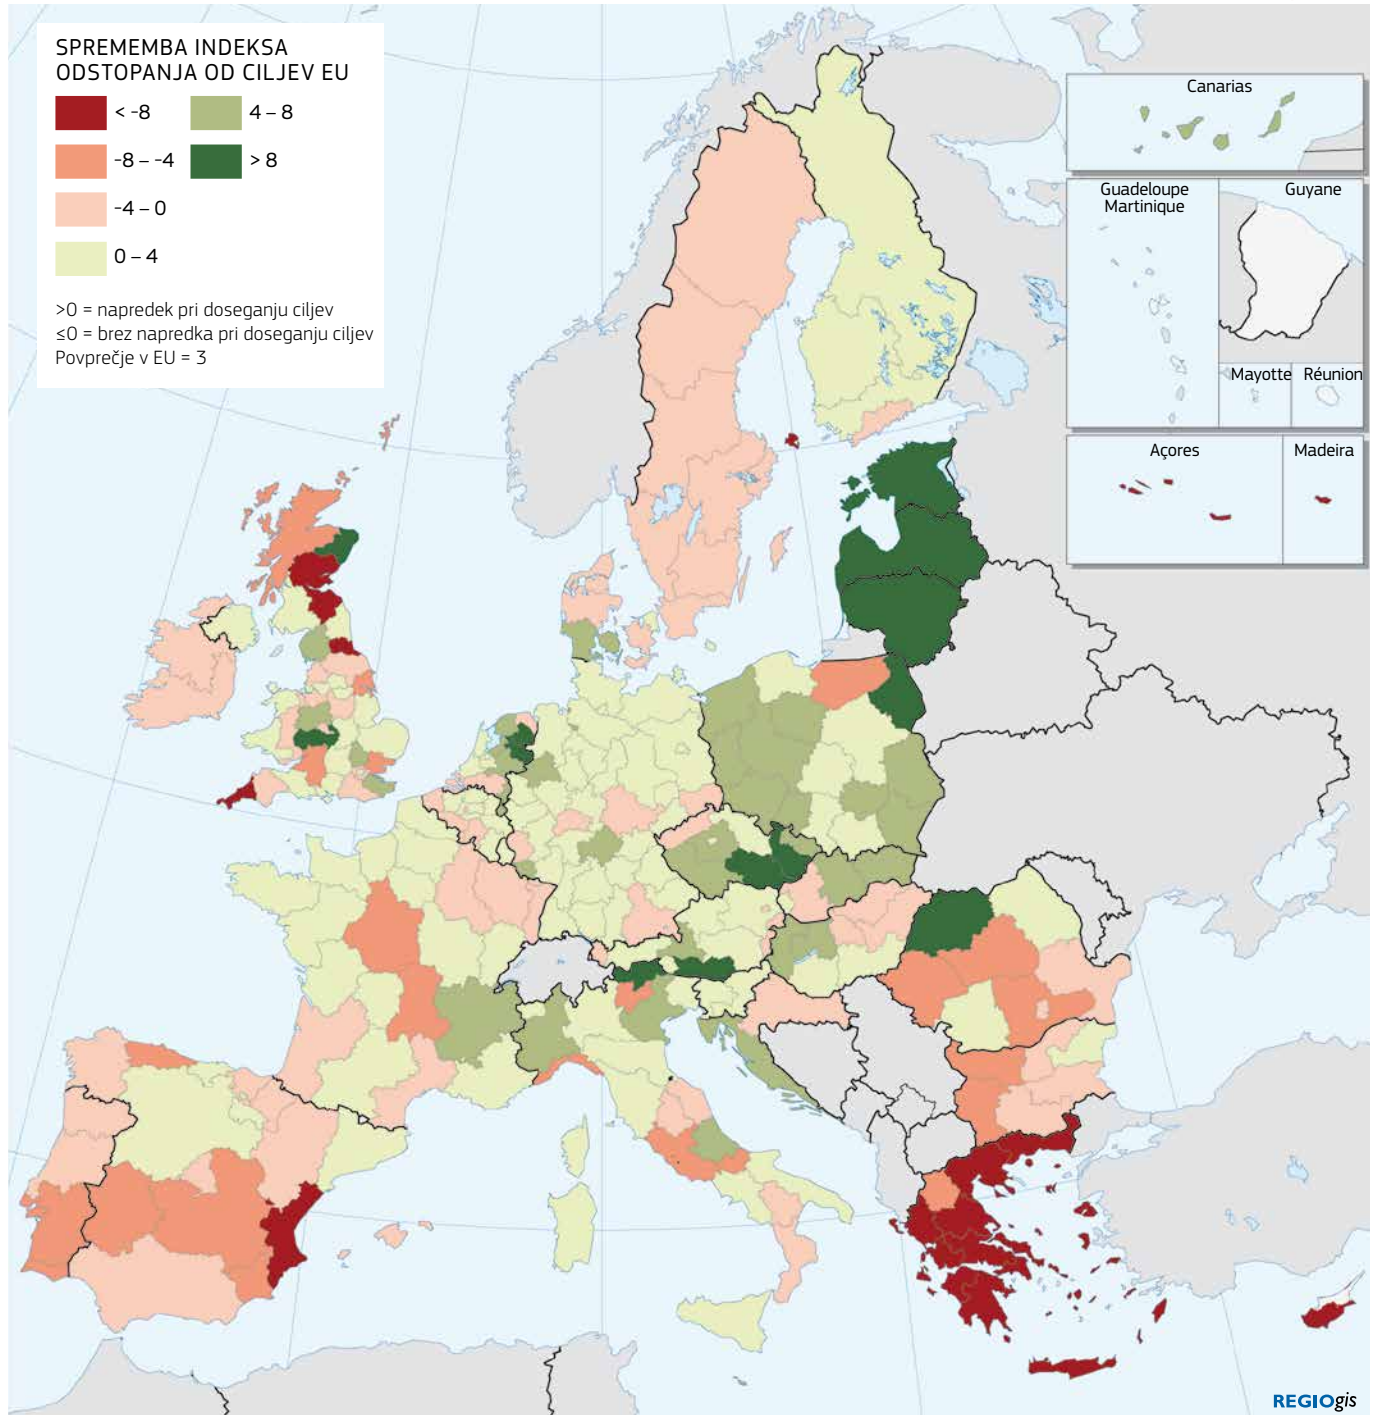 SPREMEMBA INDEKSA
ODSTOPANJA OD CILJEV EU
< -8
4 – 8
-8 – -4
> 8
-4 – 0
0 – 4
>0 = napredek pri doseganju ciljev
≤0 = brez napredka pri doseganju ciljev
Povprečje v EU = 3
Canarias
Guadeloupe
Martinique
Guyane
Mayotte
Réunion
Açores
Madeira
REGIOgis